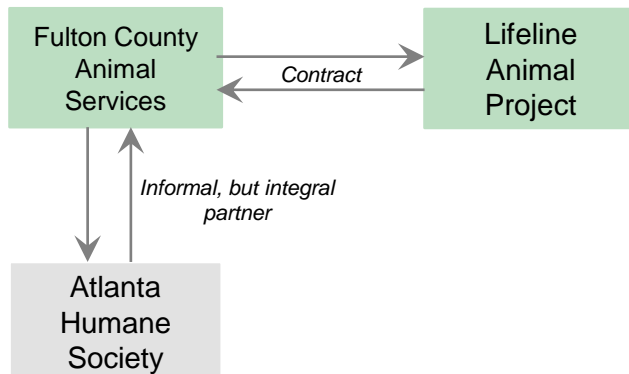 Fulton County
Animal
Services
Contract
Lifeline
Animal
Project
Informal, but integral
partner
Atlanta
Humane
Society